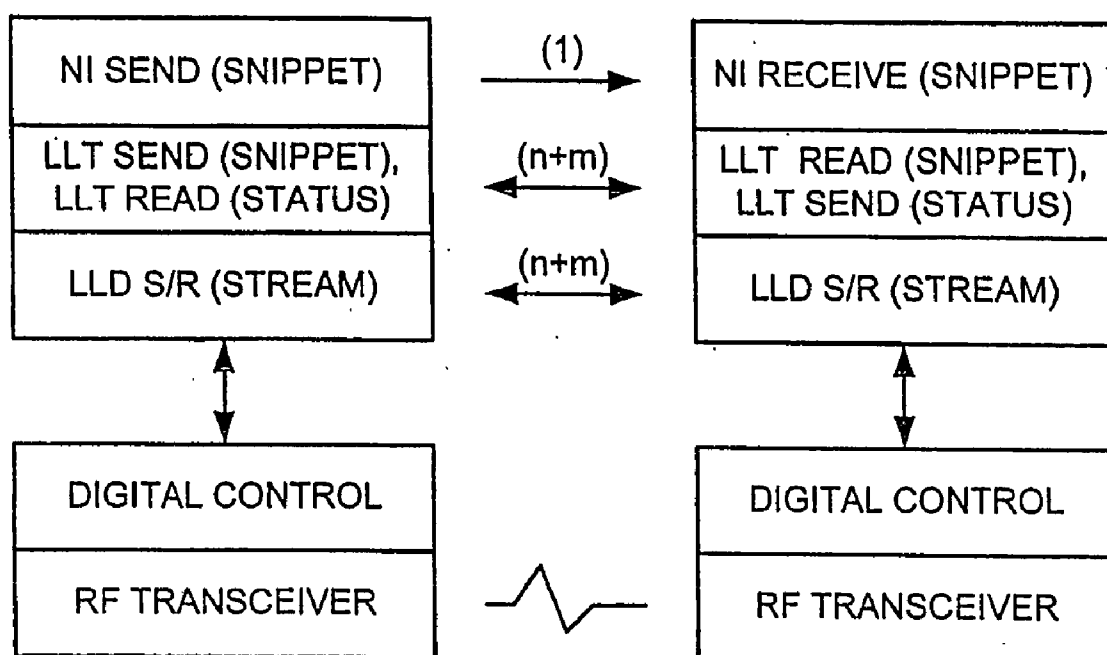 NI SEND (SNIPPET)
(1)
NI RECEIVE (SNIPPET)
LLT SEND (SNIPPET),
LLT READ (STATUS)
(n+m)
LLT READ (SNIPPET),
LLT SEND (STATUS)
LLD S/R (STREAM)
(n+m)
LLD S/R (STREAM)
DIGITAL CONTROL
DIGITAL CONTROL
RF TRANSCEIVER
RF TRANSCEIVER